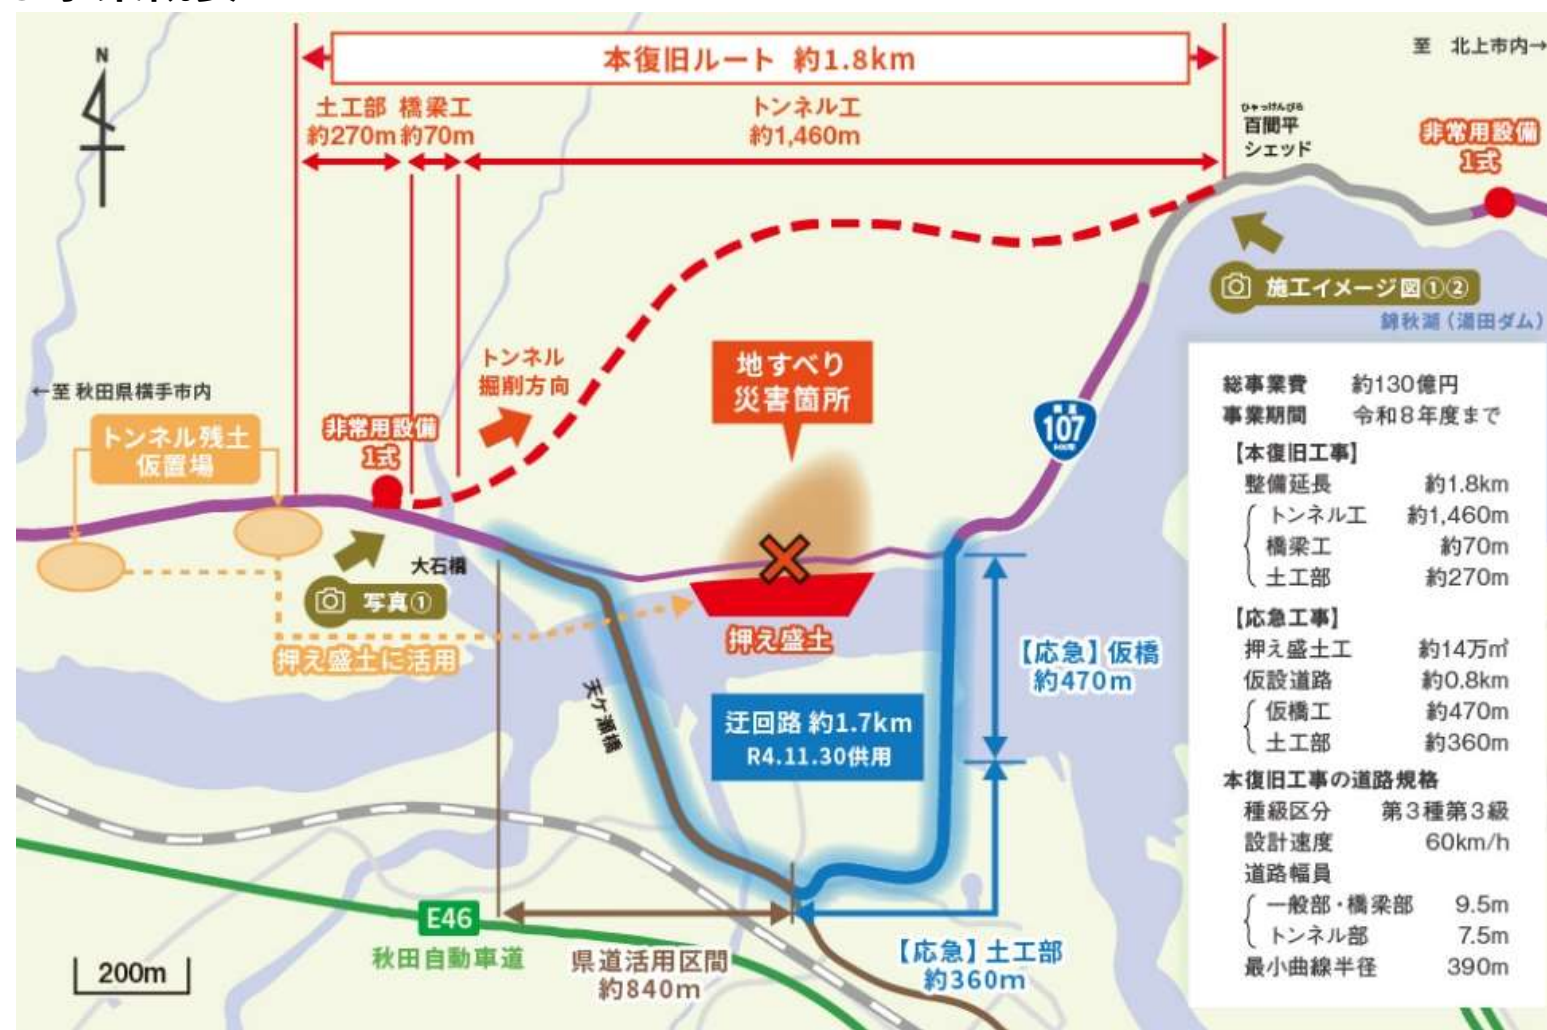 N
本復旧ルート 約1.8km
至 北上市内→
土工部
約270m
橋梁工
約70m
トンネル工
約1,460m
ひゃっけんびら
百間平
シェッド
非常用設備
1式
施工イメージ図①②
錦秋湖（湯田ダム）
トンネル
掘削方向
地すべり
災害箇所
←至 秋田県横手市内
107
トンネル残土
仮置場
非常用設備
1式
大石橋
写真①
押え盛土に活用
押え盛土
【応急】仮橋
約470m
天ケ瀬橋
迂回路 約1.7km
R4.11.30供用
E46
秋田自動車道
県道活用区間
約840m
【応急】土工部
約360m
200m
総事業費 約130億円
事業期間 令和8年度まで
【本復旧工事】
整備延長 約1.8km
トンネル工 約1,460m
橋梁工 約70m
土工部 約270m
【応急工事】
押え盛土工 約14万㎥
仮設道路 約0.8km
仮橋工 約470m
土工部 約360m
本復旧工事の道路規格
種級区分 第3種第3級
設計速度 60km/h
道路幅員
一般部・橋梁部 9.5m
トンネル部 7.5m
最小曲線半径 390m